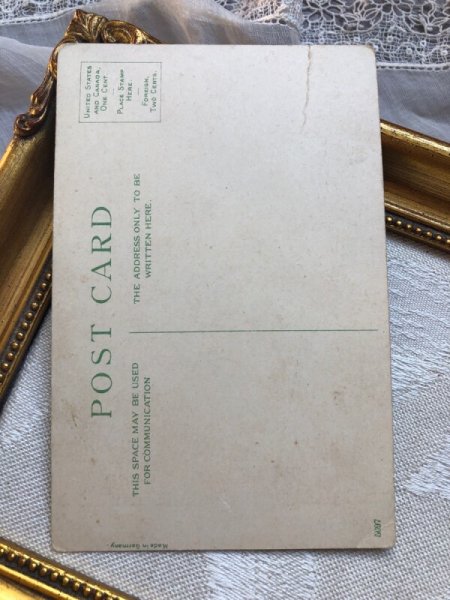 POST CARD
THIS SPACE MAY BE USED
FOR COMMUNICATION
THE ADDRESS ONLY TO BE
WRITTEN HERE.
UNITED STATES
AND CANADA,
ONE CENT
PLACE STAMP
HERE
FOREIGN,
TWO CENTS.
Made in Germany